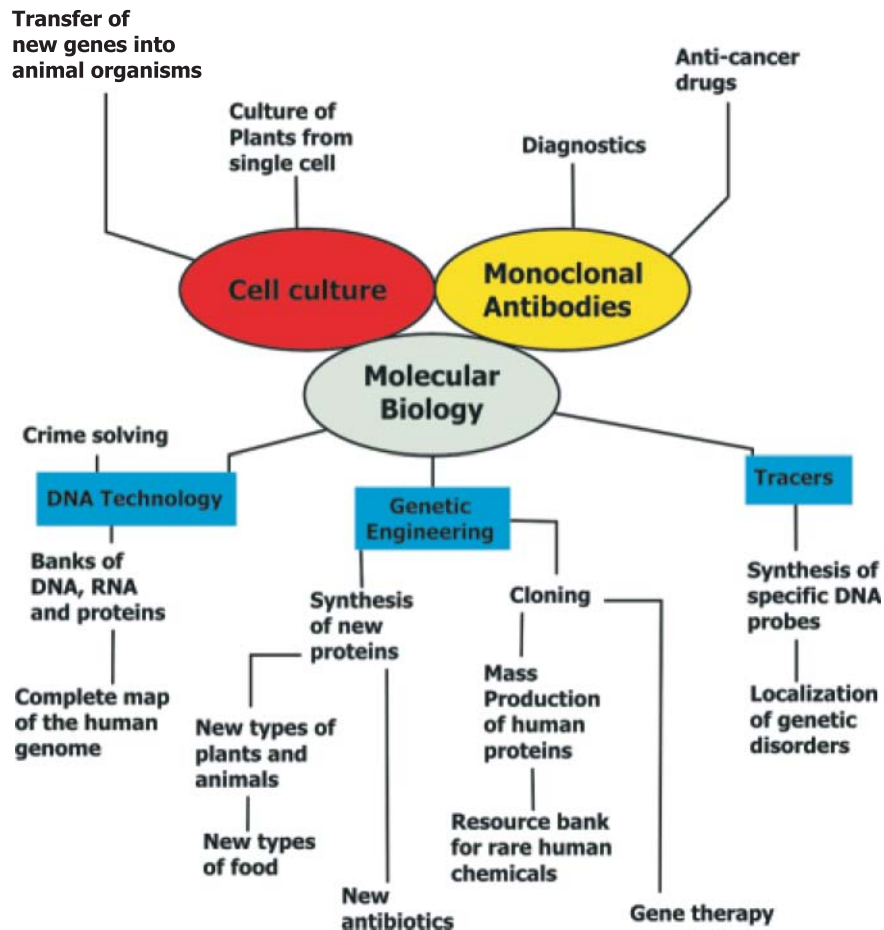 Transfer of
new genes into
animal organisms
Culture of
Plants from
single cell
Diagnostics
Anti-cancer
drugs
Cell culture
Monoclonal
Antibodies
Molecular
Biology
Crime solving
DNA Technology
Banks of
DNA, RNA
and proteins
Complete map
of the human
genome
Genetic
Engineering
Synthesis
of new
proteins
New types of
plants and
animals
New types
of food
New
antibiotics
Cloning
Mass
Production
of human
proteins
Resource bank
for rare human
chemicals
Gene therapy
Tracers
Synthesis of
specific DNA
probes
Localization
of genetic
disorders